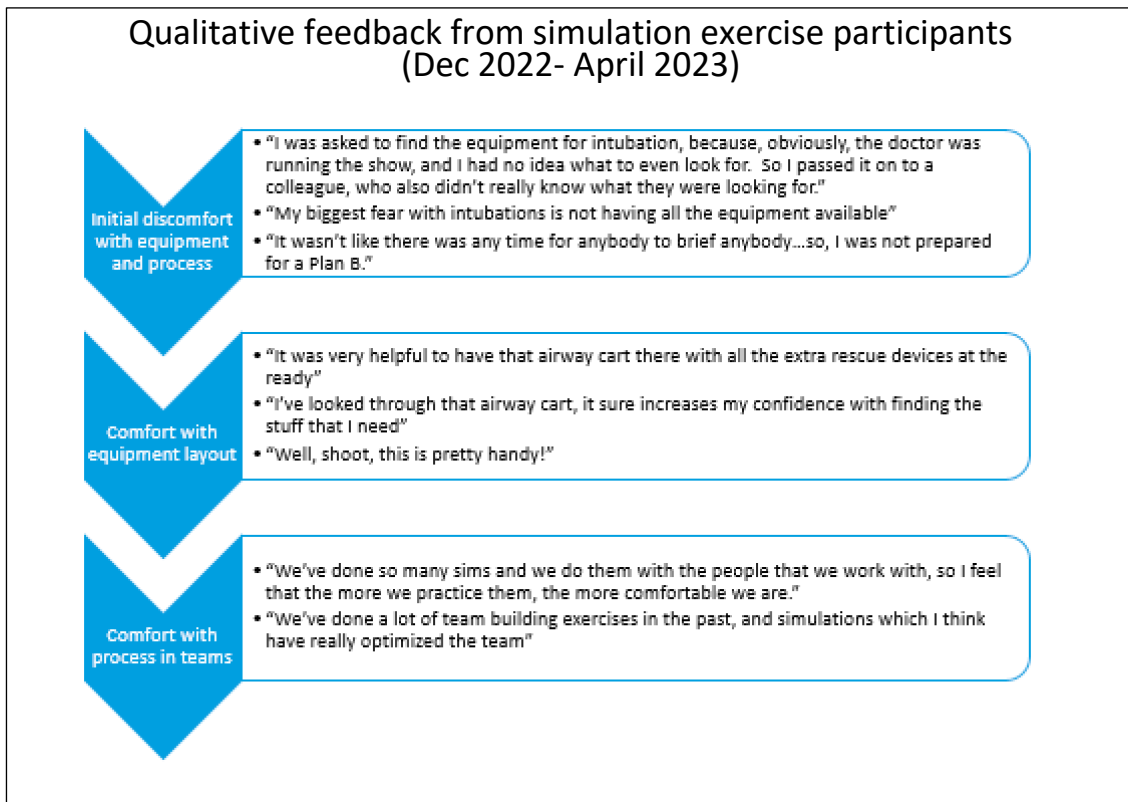 Qualitative feedback from simulation exercise participants
(Dec 2022- April 2023)
Initial discomfort
with equipment
and process
• “I was asked to find the equipment for intubation, because, obviously, the doctor was
running the show, and I had no idea what to even look for.  So I passed it on to a
colleague, who also didn’t really know what they were looking for.”
• “My biggest fear with intubations is not having all the equipment available”
• “It wasn’t like there was any time for anybody to brief anybody…so, I was not prepared
for a Plan B.”
Comfort with
equipment layout
• “It was very helpful to have that airway cart there with all the extra rescue devices at the
ready”
• “I’ve looked through that airway cart, it sure increases my confidence with finding the
stuff that I need”
• “Well, shoot, this is pretty handy!”
Comfort with
process in teams
• “We’ve done so many sims and we do them with the people that we work with, so I feel
that the more we practice them, the more comfortable we are.”
• “We’ve done a lot of team building exercises in the past, and simulations which I think
have really optimized the team”